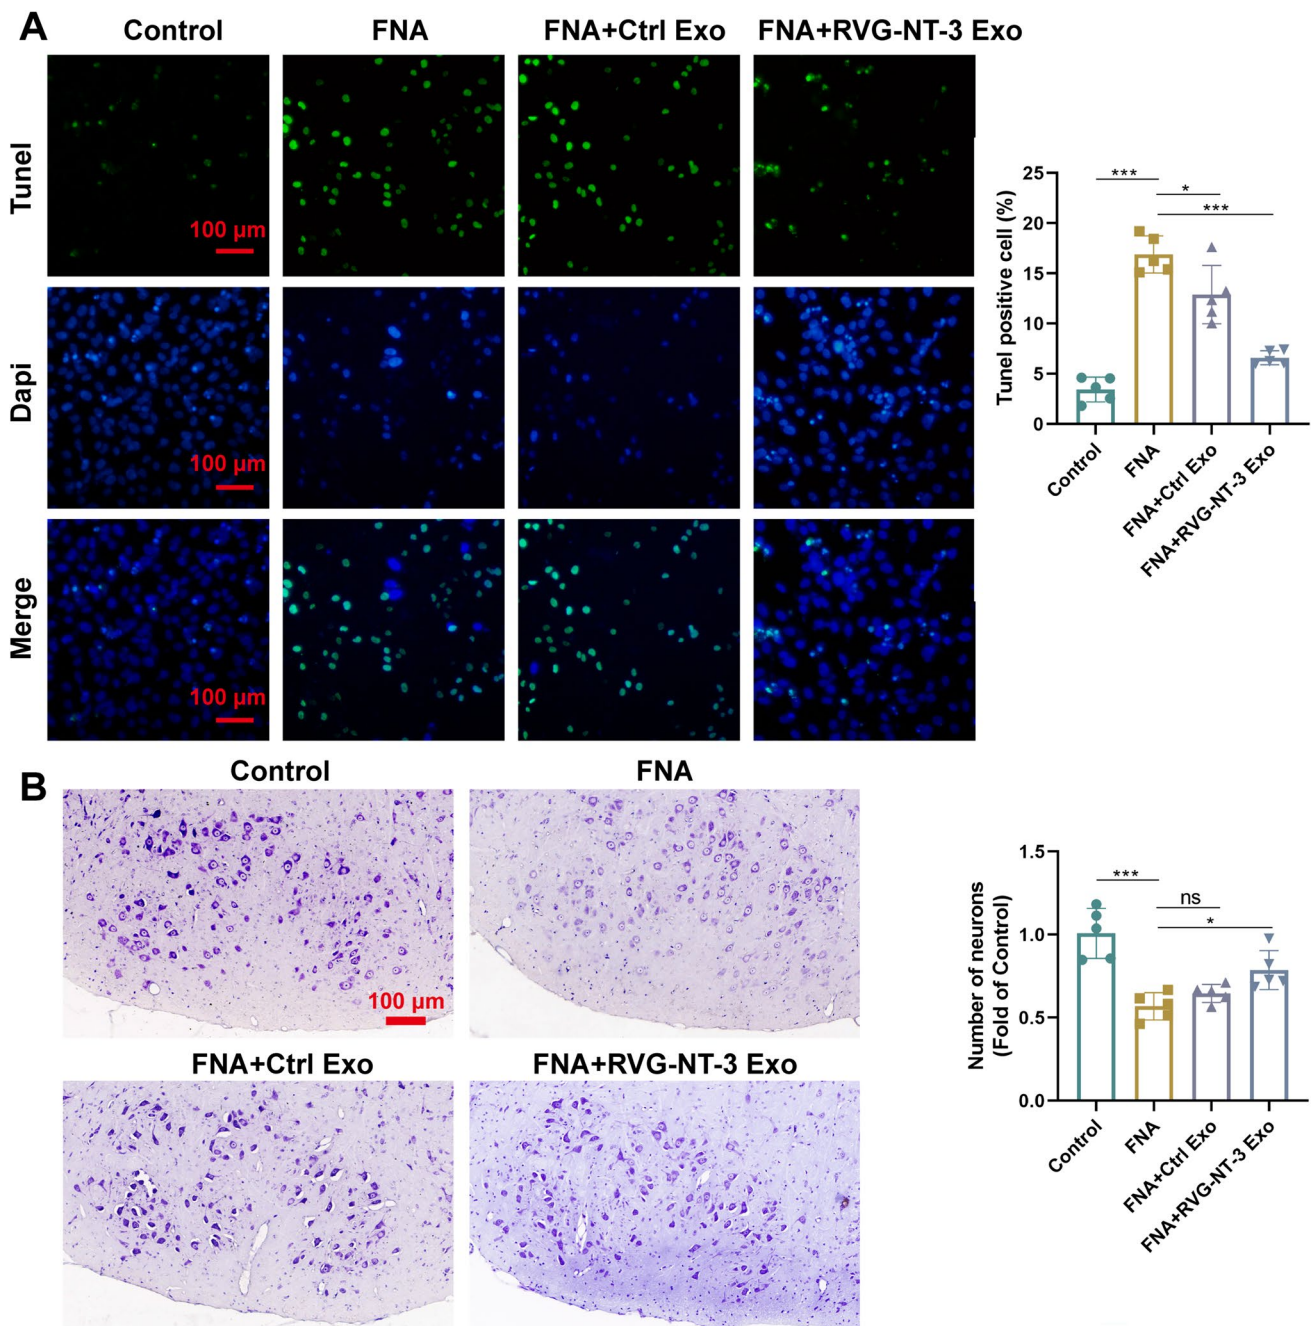 A
Control
FNA
FNA+Ctrl Exo
FNA+RVG-NT-3 Exo
Tunel
100 μm
Dapi
100 μm
Merge
100 μm
Tunel positive cell (%)
25
20
15
10
5
0
***
*
***
Control
FNA
FNA+Ctrl Exo
FNA+RVG-NT-3 Exo
B
Control
FNA
100 μm
FNA+Ctrl Exo
FNA+RVG-NT-3 Exo
Number of neurons
(Fold of Control)
1.5
1.0
0.5
0.0
***
ns
*
Control
FNA
FNA+Ctrl Exo
FNA+RVG-NT-3 Exo